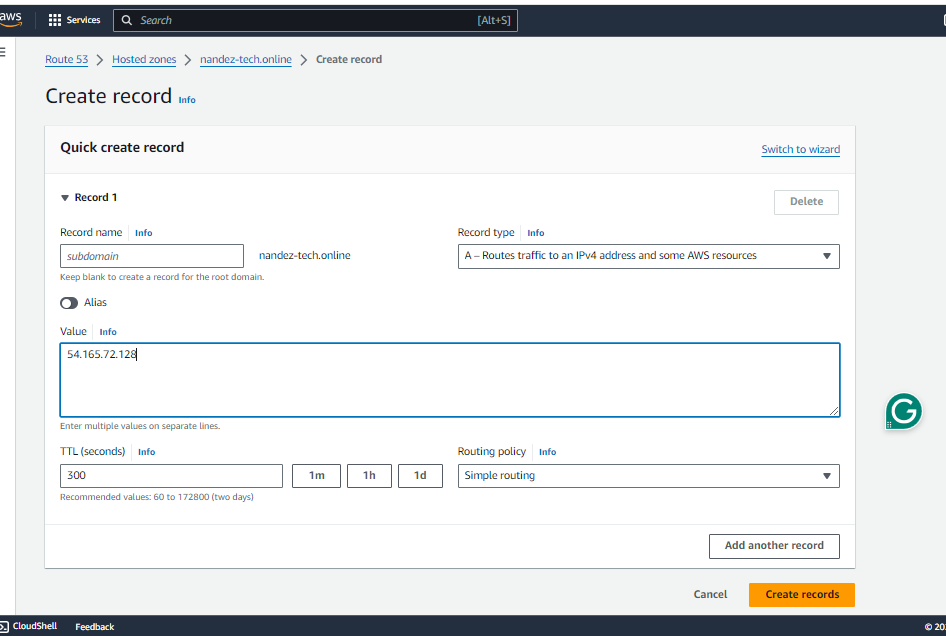 aws Services Search [Alt+S]
Route 53 > Hosted zones > nandez-tech.online > Create record
Create record Info
Quick create record Switch to wizard
Record 1 Delete
Record name Info Record type Info
subdomain nandez-tech.online A – Routes traffic to an IPv4 address and some AWS resources
Keep blank to create a record for the root domain.
Alias
Value Info
54.165.72.128
Enter multiple values on separate lines.
TTL (seconds) Info Routing policy Info
300 1m 1h 1d Simple routing
Recommended values: 60 to 172800 (two days)
Add another record
Cancel Create records
CloudShell Feedback ©